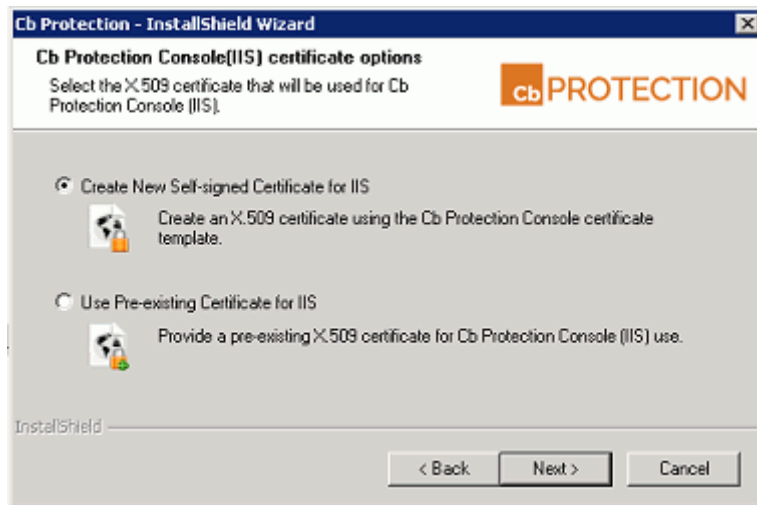 Cb Protection - InstallShield Wizard
Cb Protection Console(IIS) certificate options
Select the X.509 certificate that will be used for Cb
Protection Console (IIS).
Cb PROTECTION
Create New Self-signed Certificate for IIS
Create an X.509 certificate using the Cb Protection Console certificate
template.
Use Pre-existing Certificate for IIS
Provide a pre-existing X.509 certificate for Cb Protection Console (IIS) use.
InstallShield
< Back
Next >
Cancel